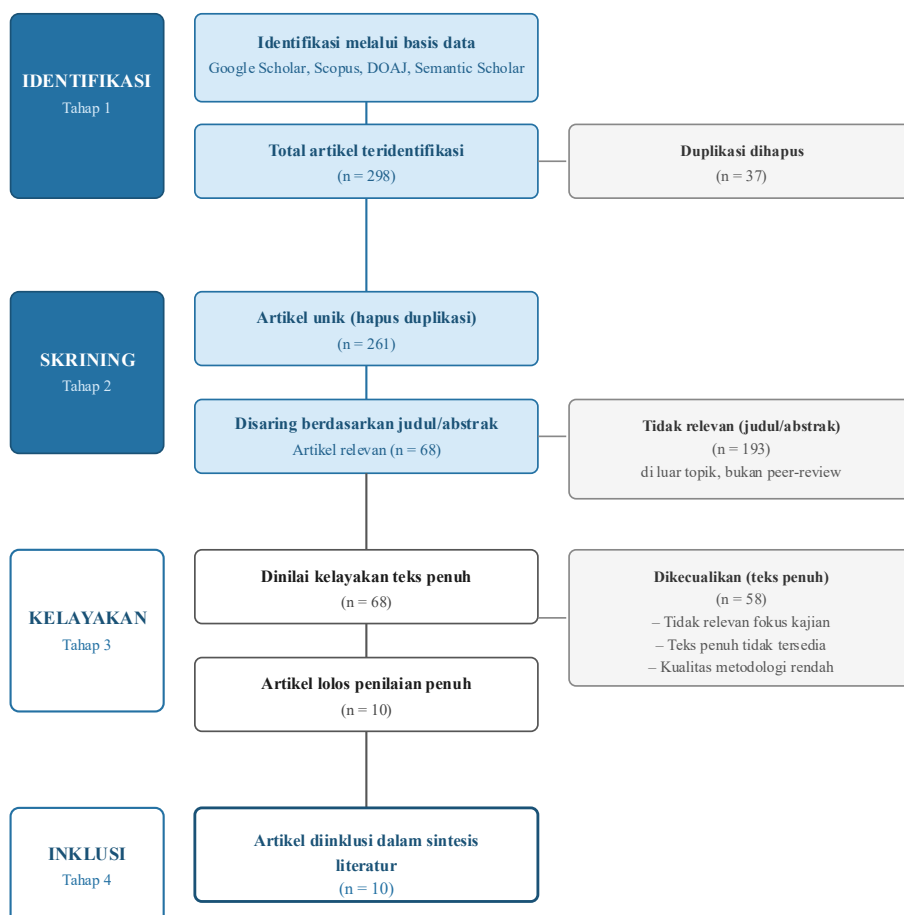 IDENTIFIKASI
Tahap 1
Identifikasi melalui basis data
Google Scholar, Scopus, DOAJ, Semantic Scholar
Total artikel teridentifikasi
(n = 298)
Duplikasi dihapus
(n = 37)
SKRINING
Tahap 2
Artikel unik (hapus duplikasi)
(n = 261)
Disaring berdasarkan judul/abstrak
Artikel relevan (n = 68)
Tidak relevan (judul/abstrak)
(n = 193)
di luar topik, bukan peer-review
KELAYAKAN
Tahap 3
Dinilai kelayakan teks penuh
(n = 68)
Dikecualikan (teks penuh)
(n = 58)
– Tidak relevan fokus kajian
– Teks penuh tidak tersedia
– Kualitas metodologi rendah
Artikel lolos penilaian penuh
(n = 10)
INKLUSI
Tahap 4
Artikel diinklusi dalam sintesis
literatur
(n = 10)